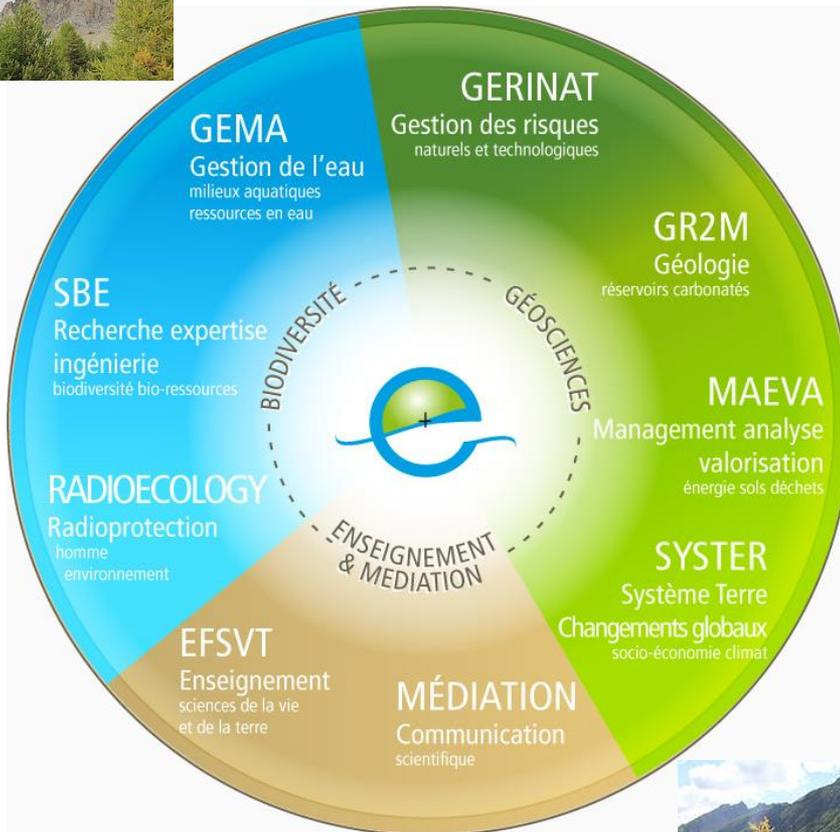 GERINAT
Gestion des risques
naturels et technologiques
GEMA
Gestion de l'eau
milieux aquatiques
ressources en eau
GR2M
Géologie
réservoirs carbonatés
SBE
Recherche expertise
ingénierie
biodiversité bio-ressources
BIODIVERSITÉ
GÉOSCIENCES
MAEVA
Management analyse
valorisation
énergie sols déchets
RADIOECOLOGY
Radioprotection
homme
environnement
ENSEIGNEMENT
& MEDIATION
SYSTER
Système Terre
Changements globaux
socio-économie climat
EFSVT
Enseignement
sciences de la vie
et de la terre
MÉDIATION
Communication
scientifique